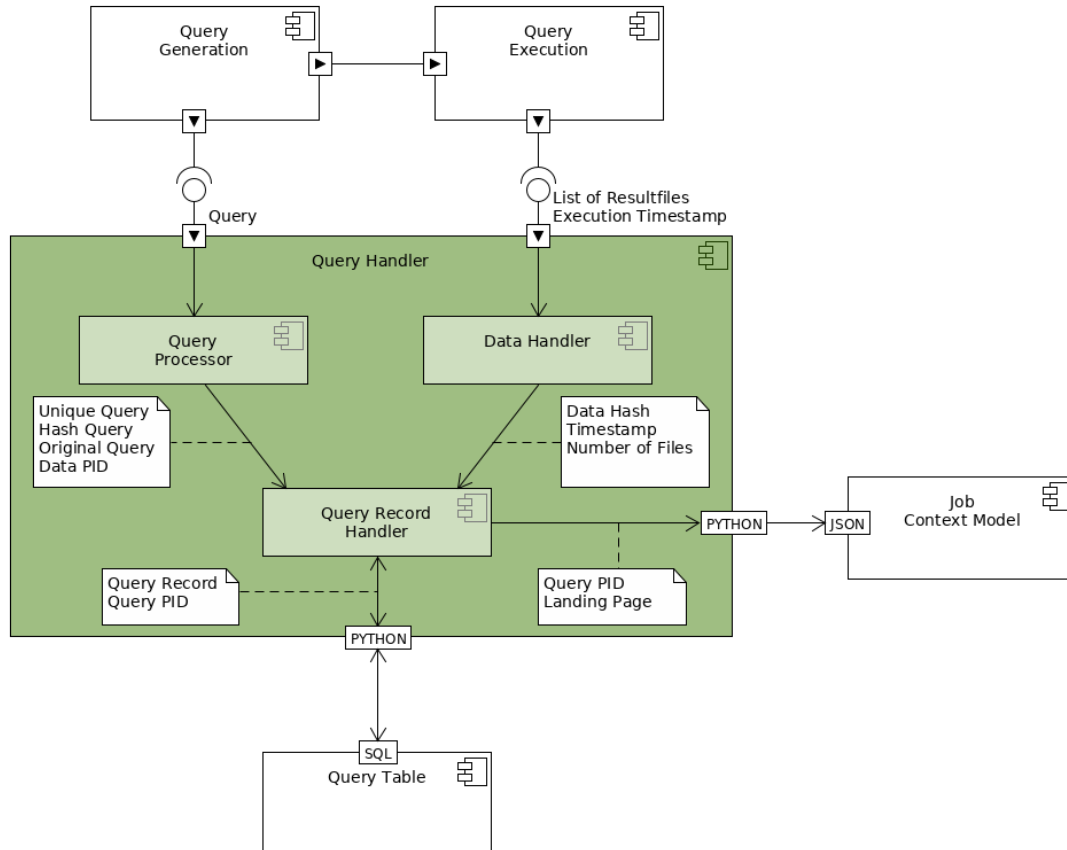 Query
Generation
Query
Execution
Query
List of Resultfiles
Execution Timestamp
Query Handler
Query
Processor
Data Handler
Unique Query
Hash Query
Original Query
Data PID
Data Hash
Timestamp
Number of Files
Query Record
Handler
PYTHON
JSON
Job
Context Model
Query Record
Query PID
Query PID
Landing Page
PYTHON
SQL
Query Table